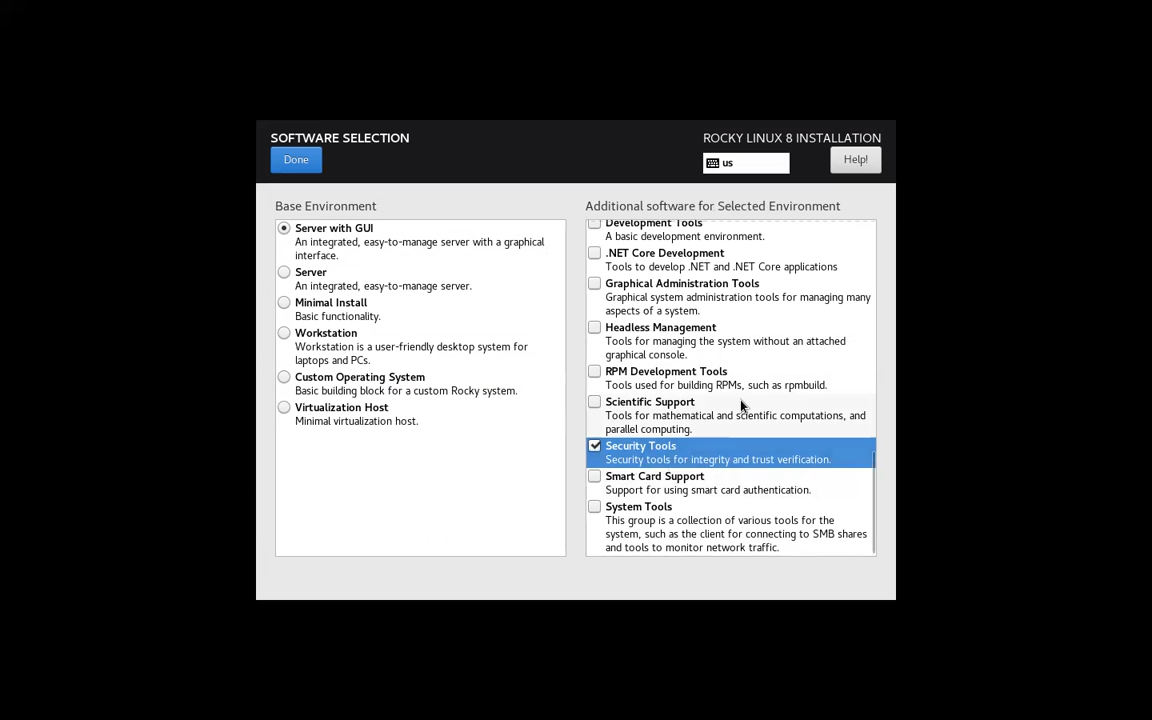 SOFTWARE SELECTION
Done
ROCKY LINUX 8 INSTALLATION
us
Help!
Base Environment
Server with GUI
An integrated, easy-to-manage server with a graphical
interface.
Server
An integrated, easy-to-manage server.
Minimal Install
Basic functionality.
Workstation
Workstation is a user-friendly desktop system for
laptops and PCs.
Custom Operating System
Basic building block for a custom Rocky system.
Virtualization Host
Minimal virtualization host.
Additional software for Selected Environment
Development Tools
A basic development environment.
.NET Core Development
Tools to develop .NET and .NET Core applications
Graphical Administration Tools
Graphical system administration tools for managing many
aspects of a system.
Headless Management
Tools for managing the system without an attached
graphical console.
RPM Development Tools
Tools used for building RPMs, such as rpmbuild.
Scientific Support
Tools for mathematical and scientific computations, and
parallel computing.
Security Tools
Security tools for integrity and trust verification.
Smart Card Support
Support for using smart card authentication.
System Tools
This group is a collection of various tools for the
system, such as the client for connecting to SMB shares
and tools to monitor network traffic.